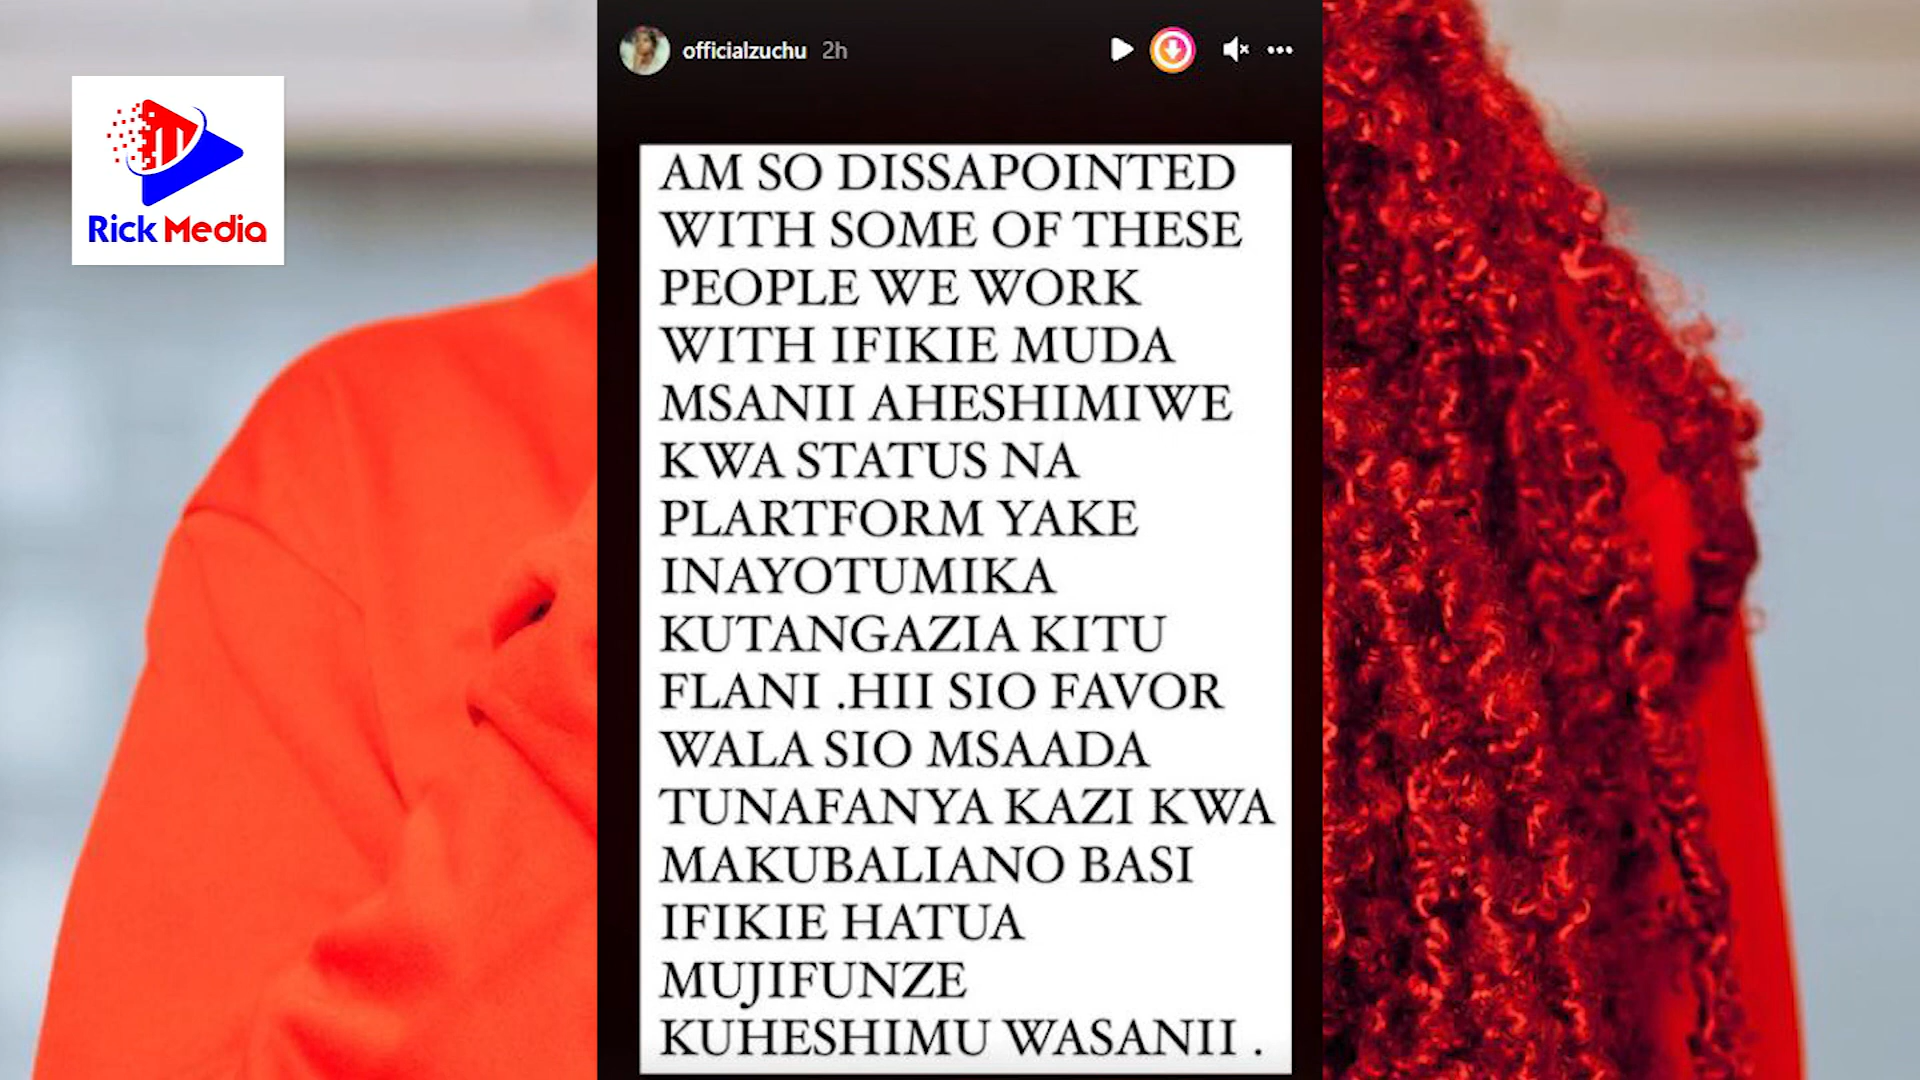 officialzuchu 2h
Rick Media
AM SO DISSAPOINTED
WITH SOME OF THESE
PEOPLE WE WORK
WITH IFIKIE MUDA
MSANII AHESHIMIWE
KWA STATUS NA
PLARTFORM YAKE
INAYOTUMIKA
KUTANGAZIA KITU
FLANI .HII SIO FAVOR
WALA SIO MSAADA
TUNAFANYA KAZI KWA
MAKUBALIANO BASI
IFIKIE HATUA
MUJIFUNZE
KUHESHIMU WASANII .